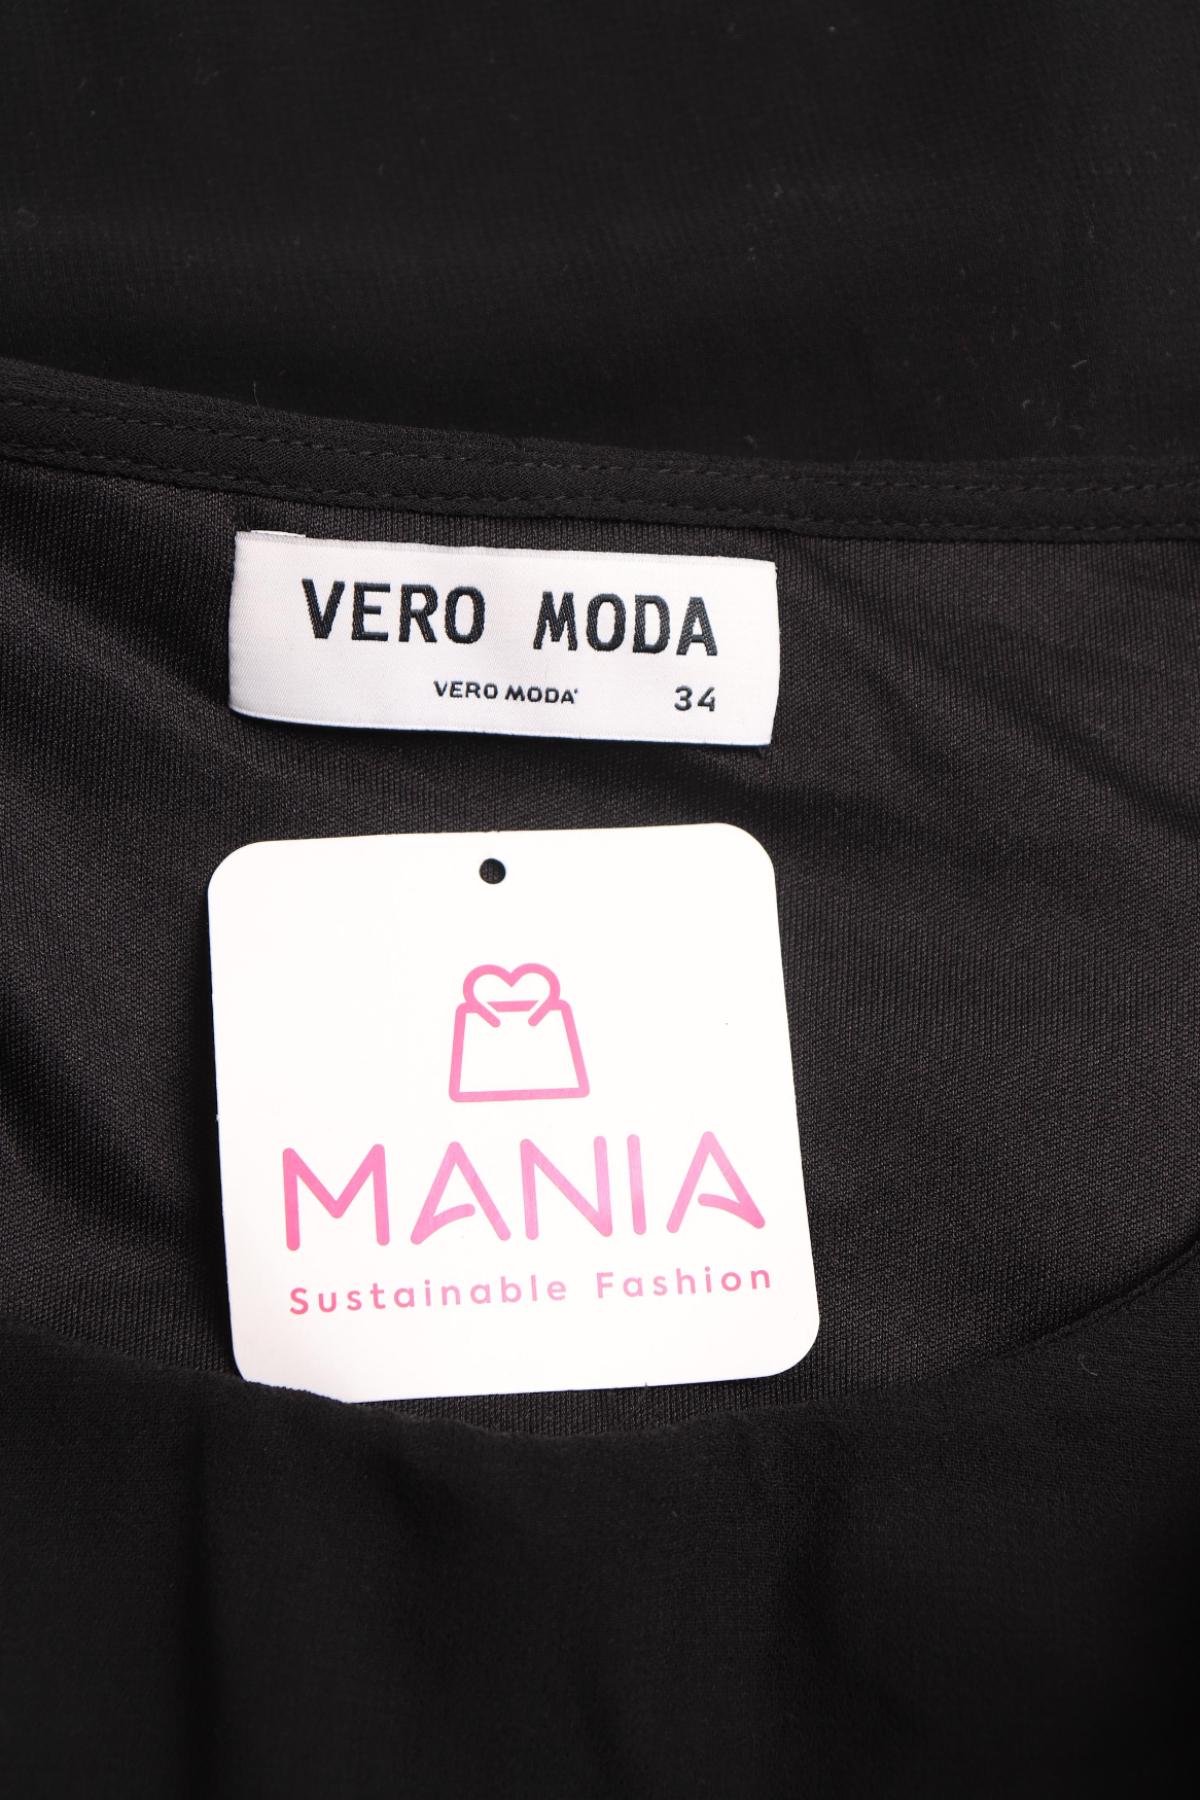 VERO MODA
VERO MODA 34
MANIA
Sustainable Fashion